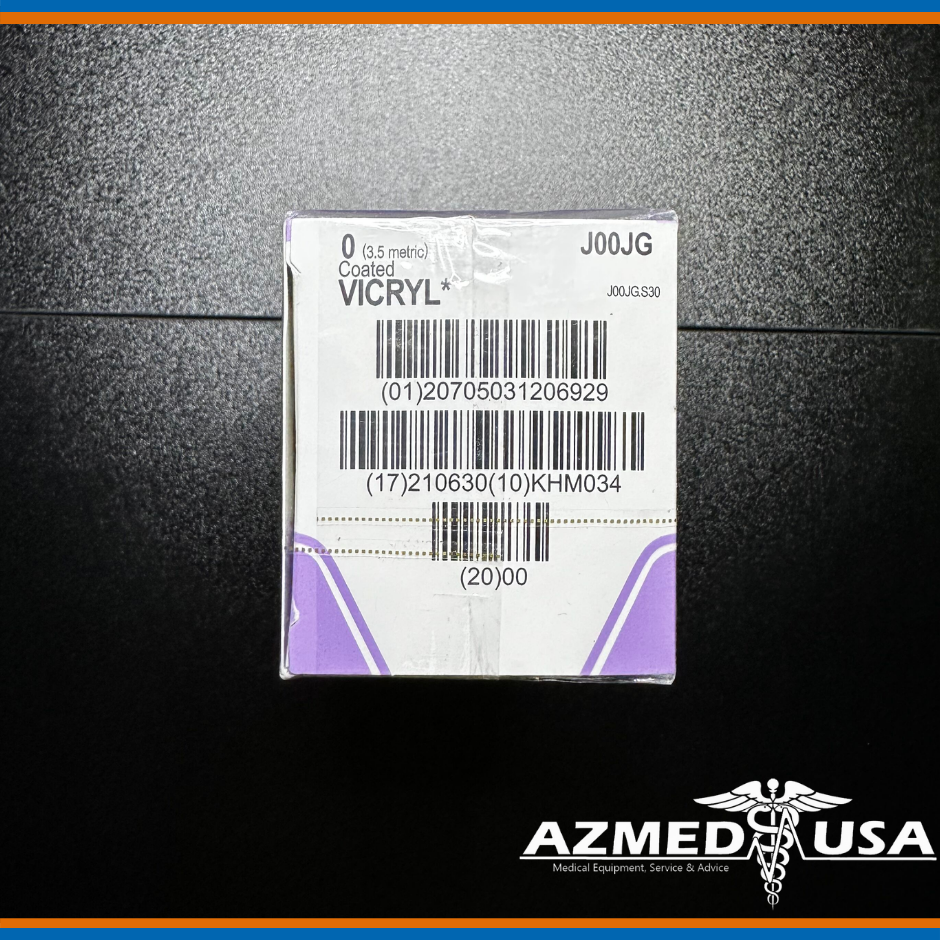 0 (3.5 metric)
J00JG
Coated
VICRYL*
J00JG.S30
(01)20705031206929
(17)210630(10)KHM034
(20)00
AZMED USA
Medical Equipment, Service & Advice